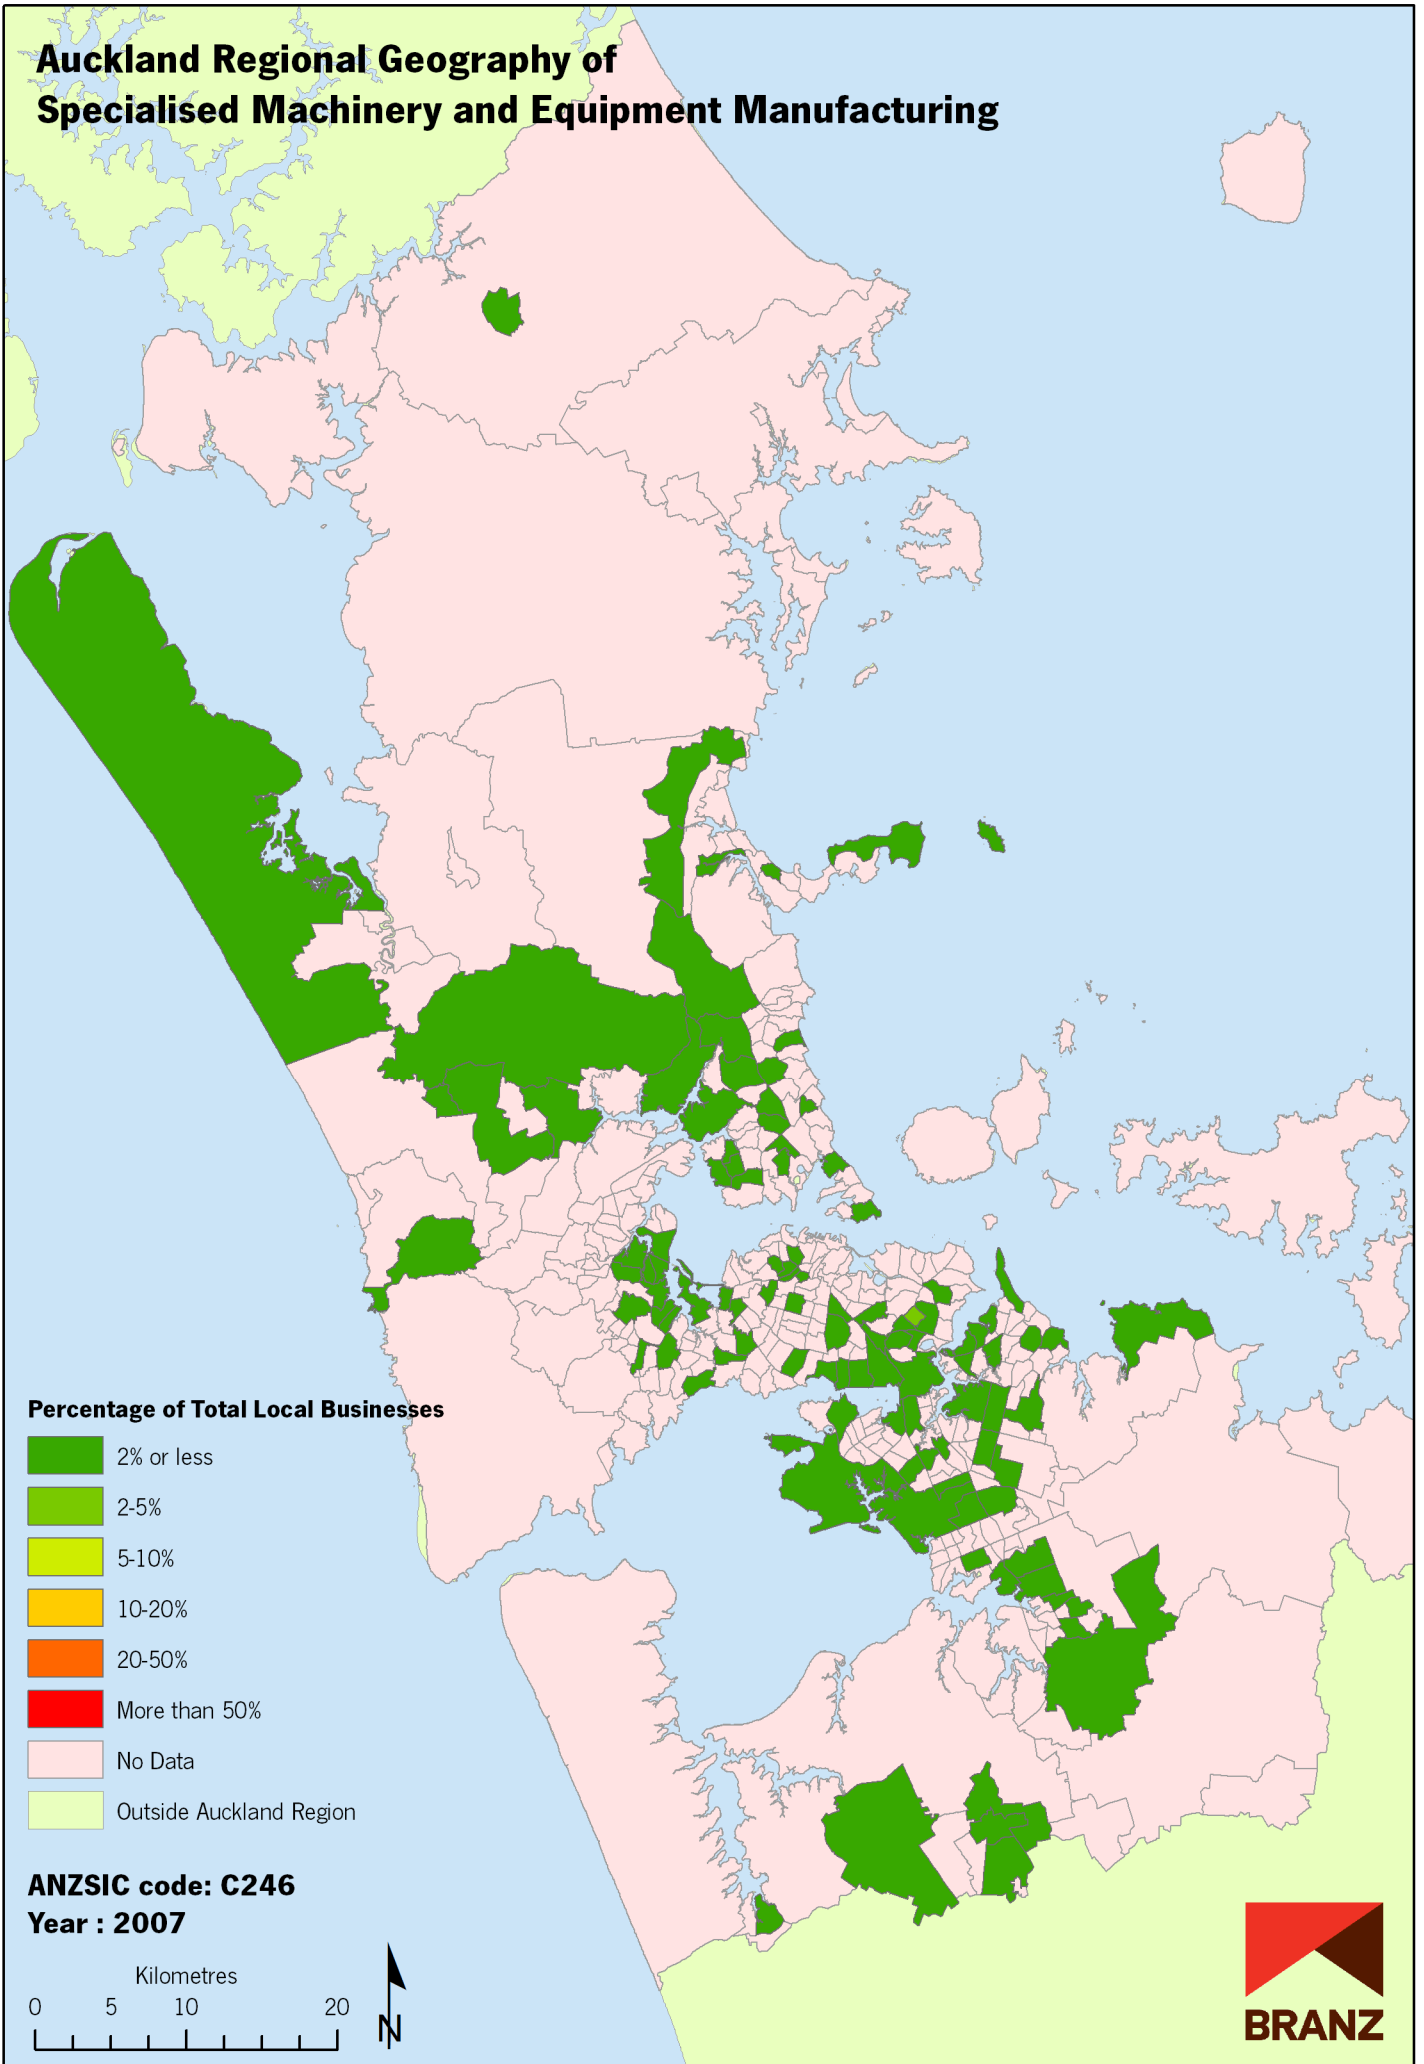 Auckland Regional Geography of
Specialised Machinery and Equipment Manufacturing
Percentage of Total Local Businesses
2% or less
2-5%
5-10%
10-20%
20-50%
More than 50%
No Data
Outside Auckland Region
ANZSIC code: C246
Year : 2007
Kilometres
0 5 10 20
N
BRANZ